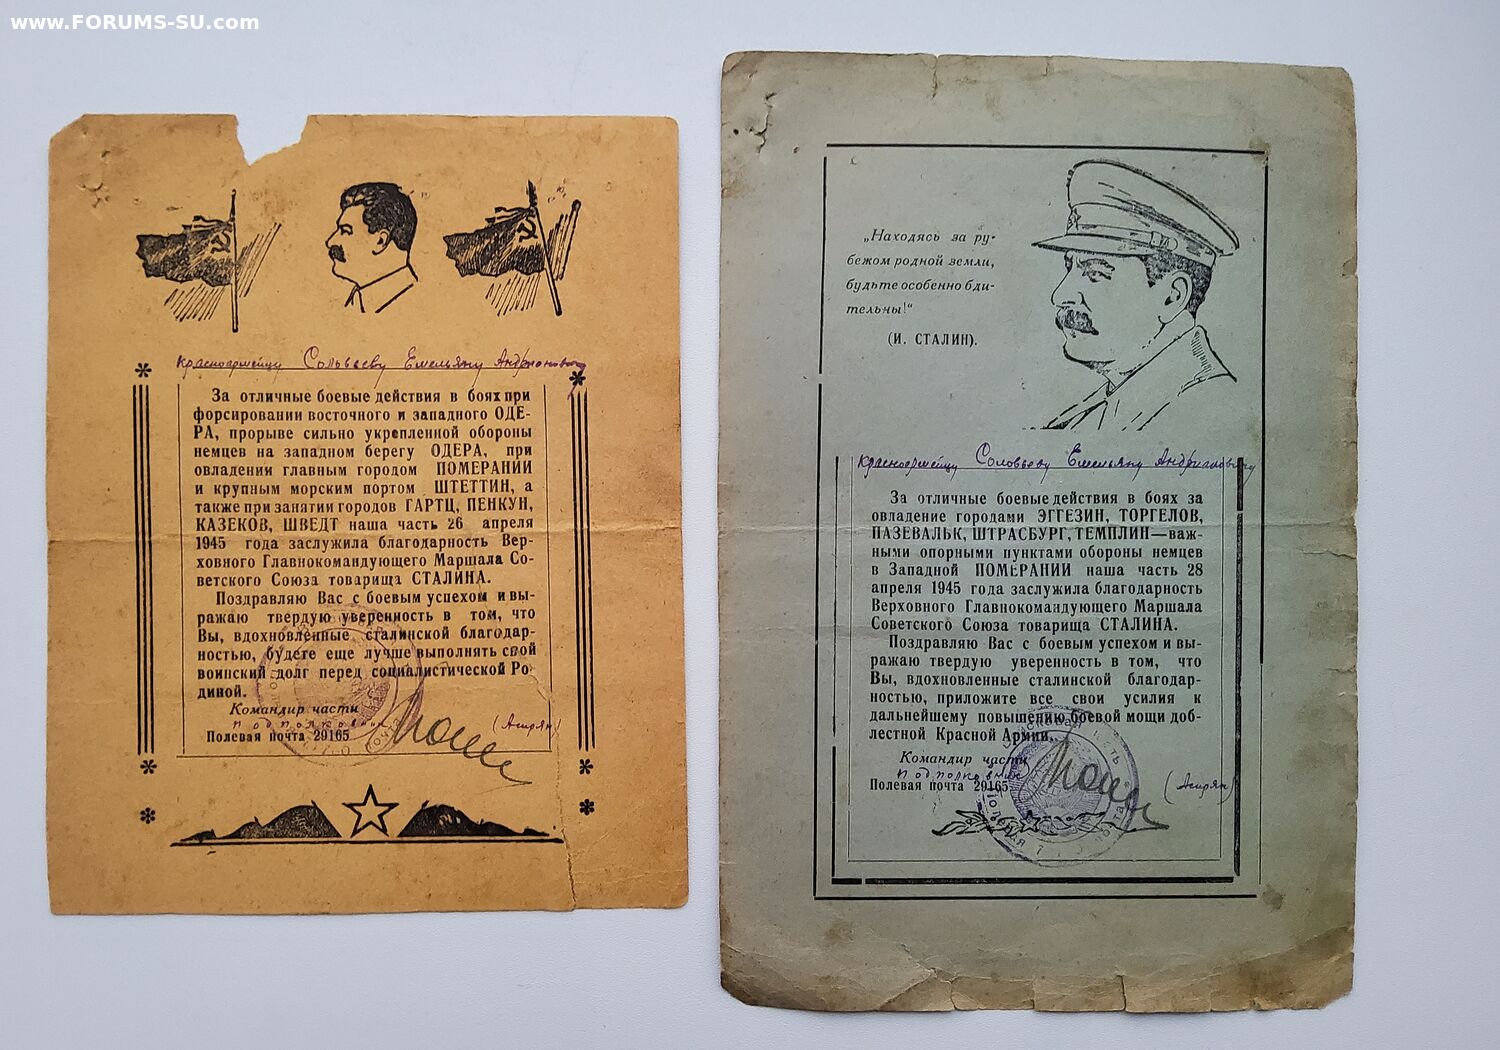 www.FORUMS-SU.com
красноармейцу Соловьеву Емельяну Андриановичу
За отличные боевые действия в боях при
форсировании восточного и западного ОДЕ-
РА, прорыве сильно укрепленной обороны
немцев на западном берегу ОДЕРА, при
овладении главным городом ПОМЕРАНИИ
и крупным морским портом ШТЕТТИН, а
также при занятии городов ГАРТЦ, ПЕНКУН,
КАЗЕКОВ, ШВЕДТ наша часть 26 апреля
1945 года заслужила благодарность Вер-
ховного Главнокомандующего Маршала Со-
ветского Союза товарища СТАЛИНА.
Поздравляю Вас с боевым успехом и вы-
ражаю твердую уверенность в том, что
Вы, вдохновленные сталинской благодар-
ностью, будете еще лучше выполнять свой
воинский долг перед социалистической Ро-
диной.
Командир части
Подполковник
(Агирян)
Полевая почта 29165
„Находясь за ру-
бежом родной земли,
будьте особенно бди-
тельны!“
(И. СТАЛИН).
красноармейцу Соловьеву Емельяну Андриановичу
За отличные боевые действия в боях за
овладение городами ЭГГЕЗИН, ТОРГЕЛОВ,
ПАЗЕВАЛЬК, ШТРАСБУРГ, ТЕМПЛИН—важ-
ными опорными пунктами обороны немцев
в Западной ПОМЕРАНИИ наша часть 28
апреля 1945 года заслужила благодарность
Верховного Главнокомандующего Маршала
Советского Союза товарища СТАЛИНА.
Поздравляю Вас с боевым успехом и вы-
ражаю твердую уверенность в том, что
Вы, вдохновленные сталинской благодар-
ностью, приложите все свои усилия к
дальнейшему повышению боевой мощи доб-
лестной Красной Армии.
Командир части
Подполковник
(Агирян)
Полевая почта 29165